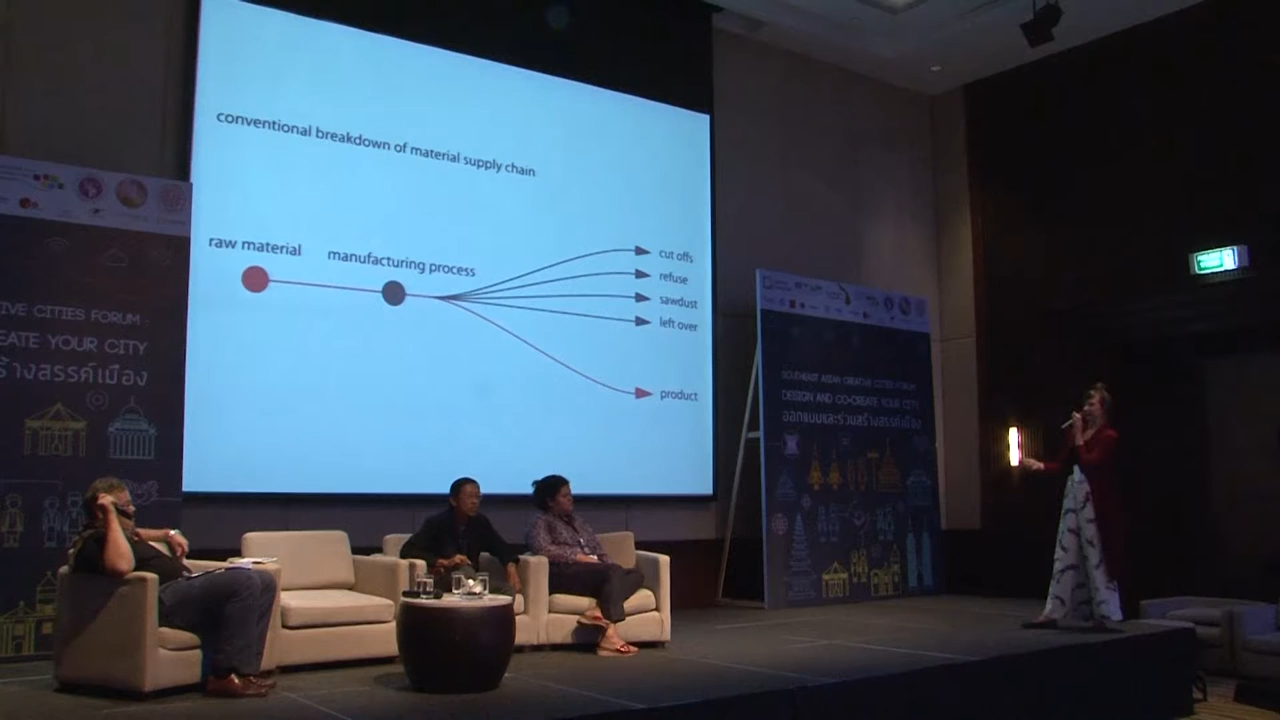 conventional breakdown of material supply chain
raw material
manufacturing process
cut offs
refuse
sawdust
left over
product
IVE CITIES FORUM :
EATE YOUR CITY
ร้างสรรค์เมือง
SOUTHEAST ASIAN CREATIVE CITIES FORUM :
DESIGN AND CO-CREATE YOUR CITY
ออกแบบและร่วมสร้างสรรค์เมือง